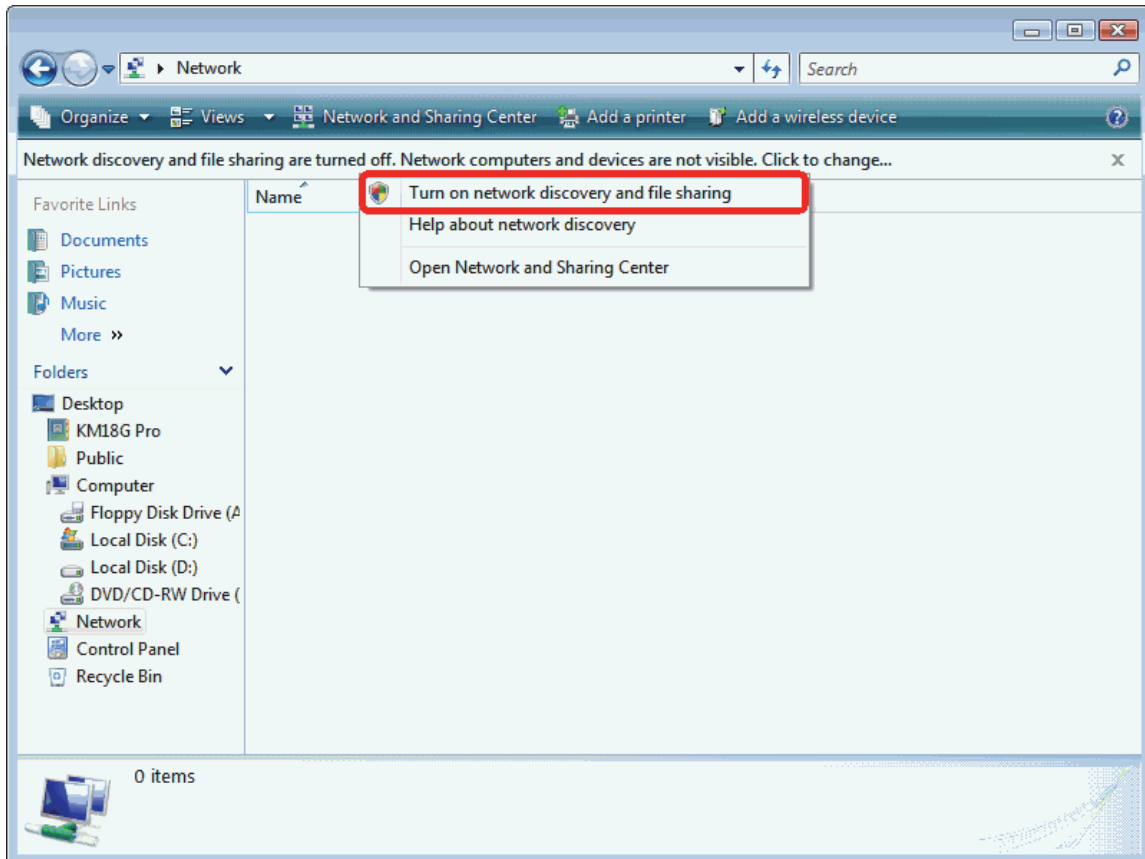 Network
Search
Organize Views Network and Sharing Center Add a printer Add a wireless device
Network discovery and file sharing are turned off. Network computers and devices are not visible. Click to change...
Turn on network discovery and file sharing
Help about network discovery
Open Network and Sharing Center
Name
Favorite Links
Documents
Pictures
Music
More »
Folders
Desktop
KM18G Pro
Public
Computer
Floppy Disk Drive (A
Local Disk (C:)
Local Disk (D:)
DVD/CD-RW Drive (
Network
Control Panel
Recycle Bin
0 items